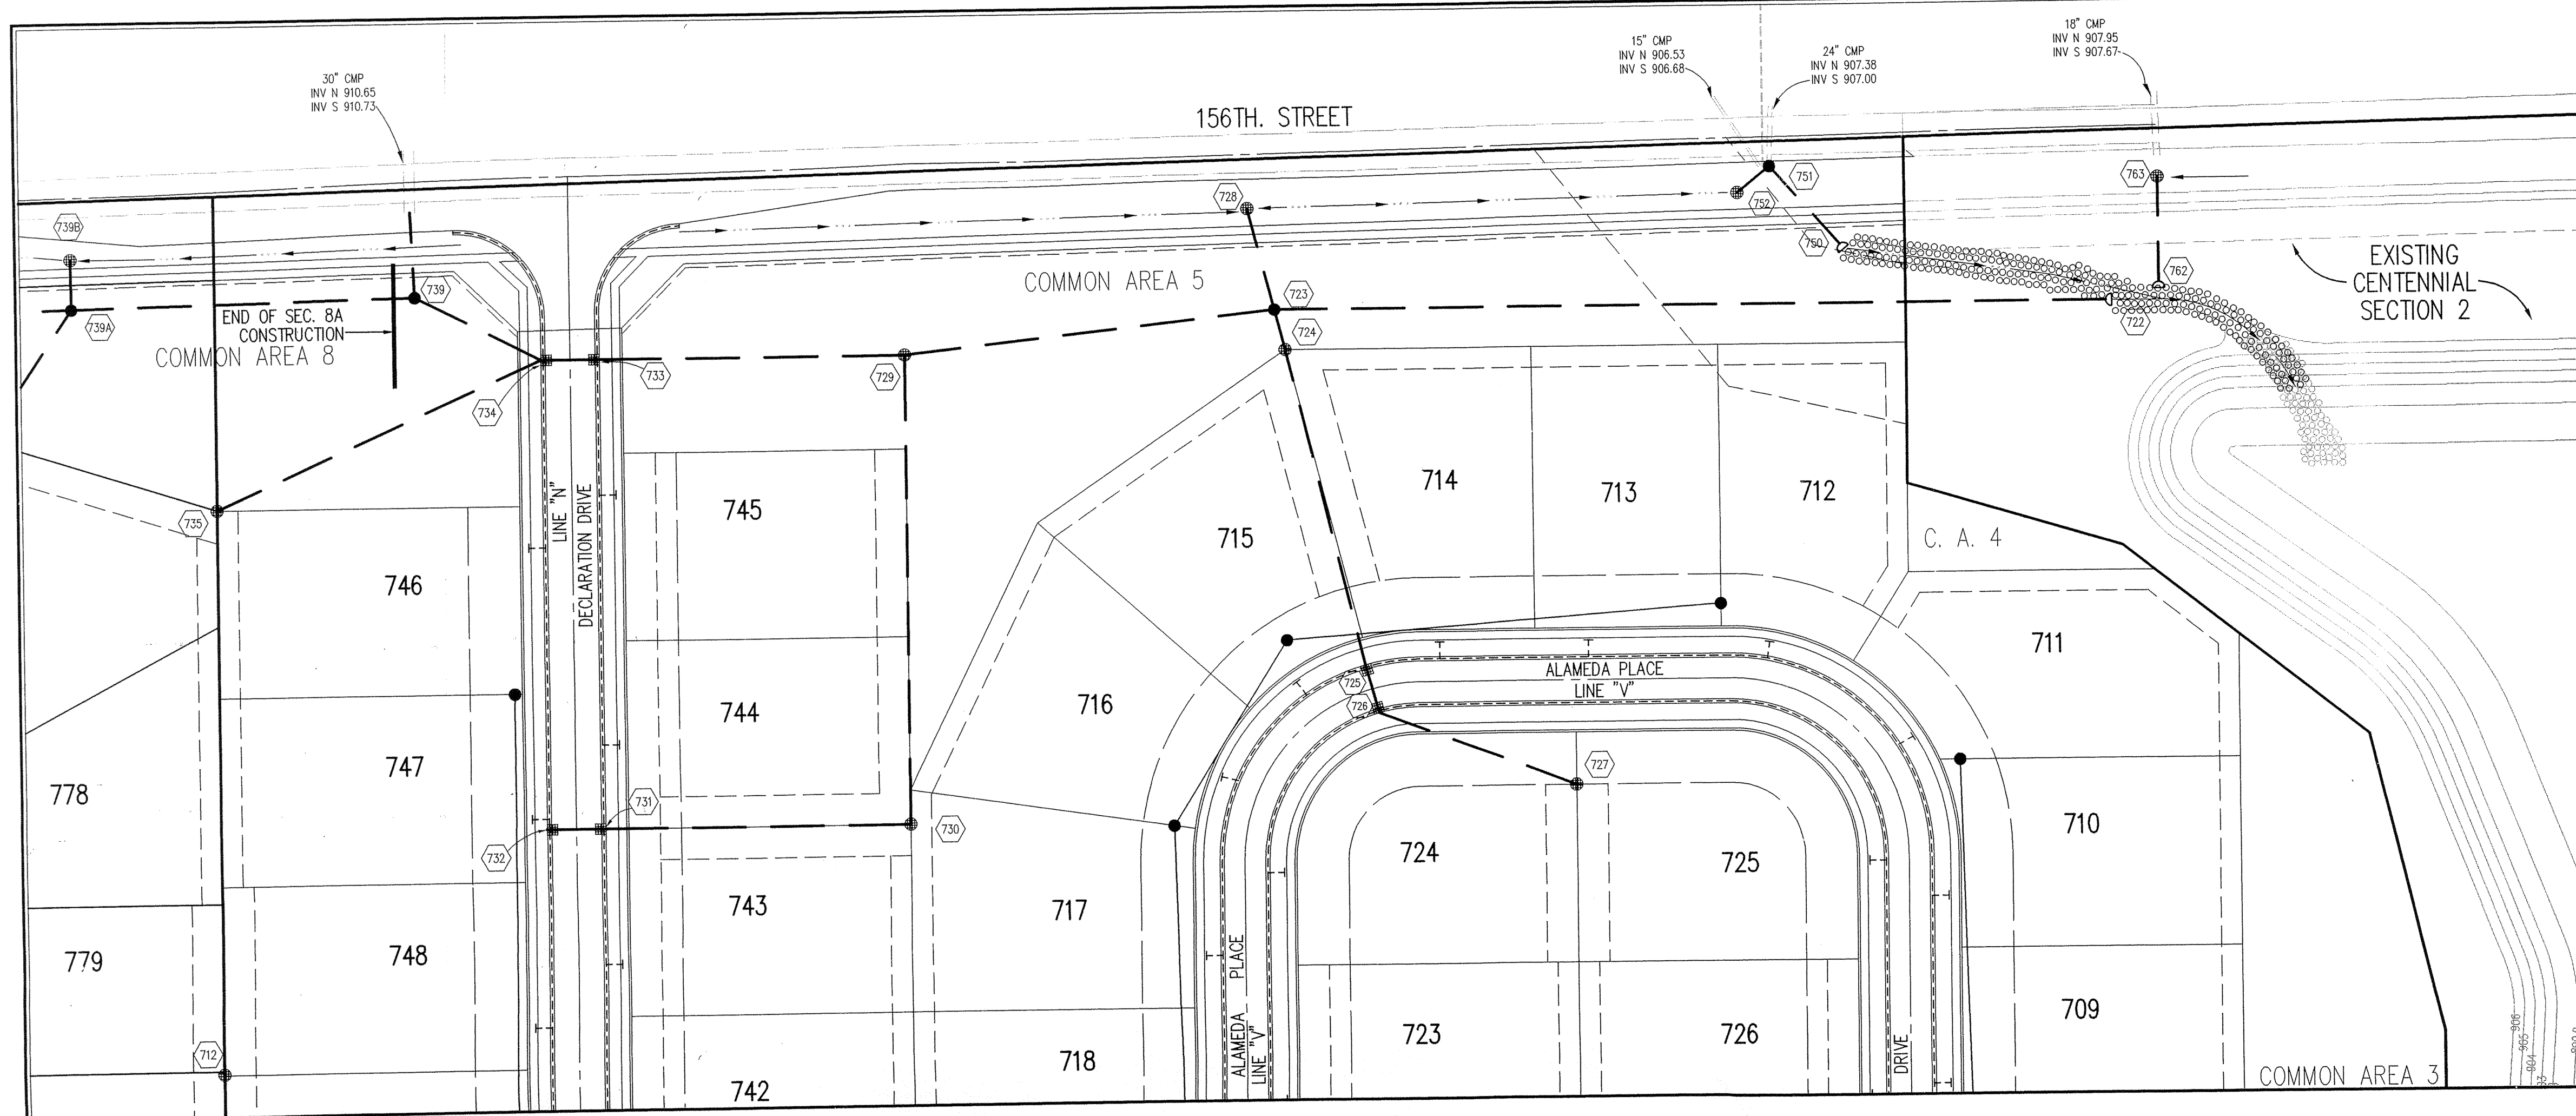 30" CMP
INV N 910.65
INV S 910.73
15" CMP
INV N 906.53
INV S 906.68
24" CMP
INV N 907.38
INV S 907.00
18" CMP
INV N 907.95
INV S 907.67
156TH. STREET
739B
728
752
751
763
750
762
722
EXISTING
CENTENNIAL
SECTION 2
739
739A
END OF SEC. 8A
CONSTRUCTION
COMMON AREA 8
COMMON AREA 5
723
724
734
733
729
735
LINE "N"
DECLARATION DRIVE
745
715
714
713
712
C. A. 4
746
744
716
711
725
726
ALAMEDA PLACE
LINE "V"
778
747
727
731
732
730
724
725
710
743
717
779
748
ALAMEDA PLACE
LINE "V"
723
726
DRIVE
709
712
742
718
COMMON AREA 3
906
905
904